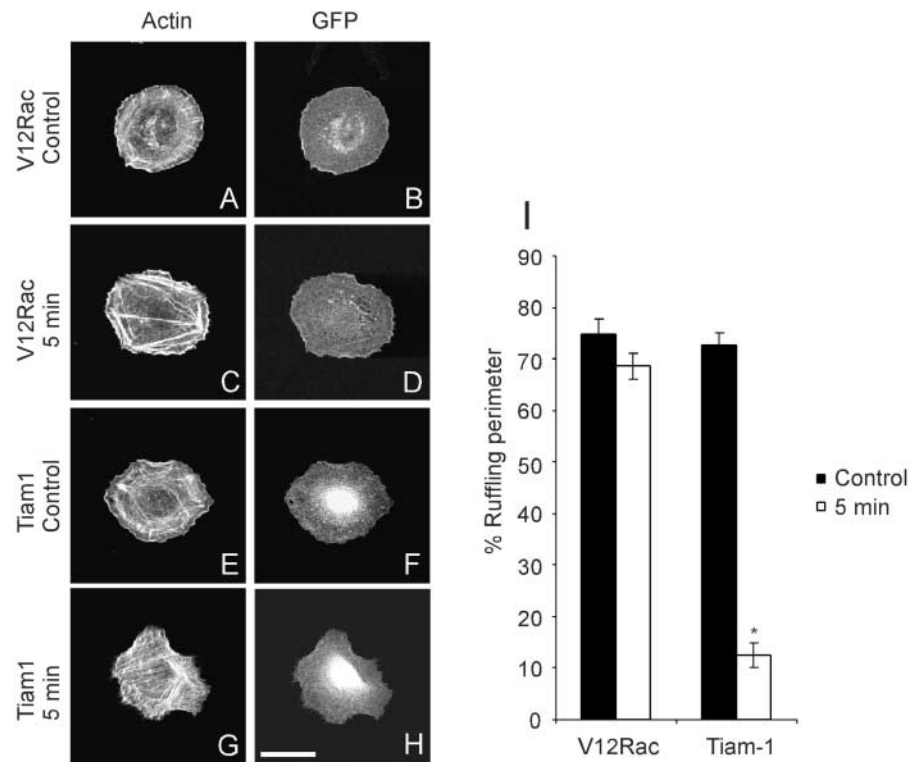 Actin GFP
V12Rac
Control
A B
V12Rac
5 min
C D
Tiam1
Control
E F
Tiam1
5 min
G H
I
90
80
70
60
50
40
30
20
10
0
% Ruffling perimeter
*
V12Rac Tiam-1
Control
5 min